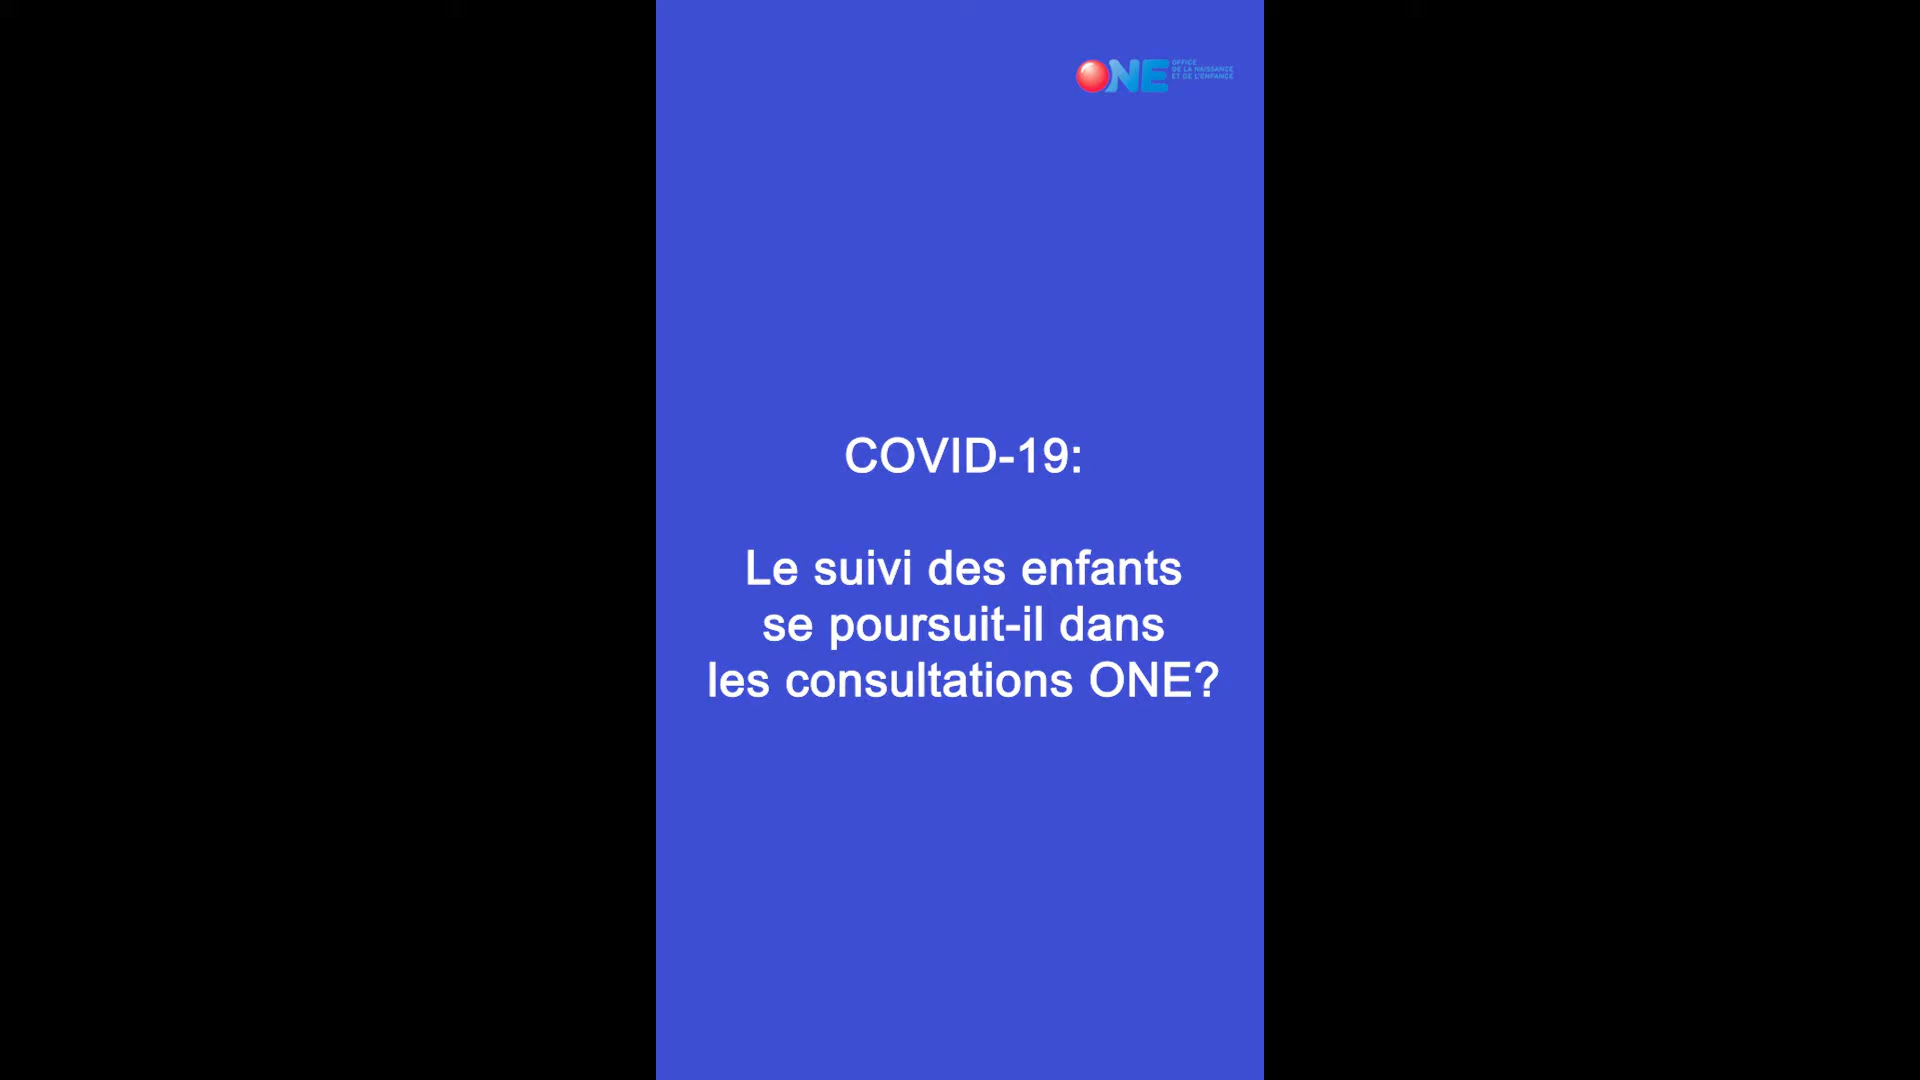 ONE
OFFICE
DE LA NAISSANCE
ET DE L'ENFANCE
COVID-19:
Le suivi des enfants
se poursuit-il dans
les consultations ONE?